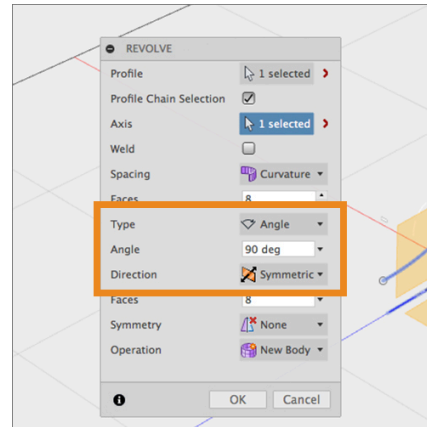 REVOLVE
Profile 1 selected
Profile Chain Selection
Axis 1 selected
Weld
Spacing Curvature
Faces 8
Type Angle
Angle 90 deg
Direction Symmetric
Faces 8
Symmetry None
Operation New Body
OK Cancel